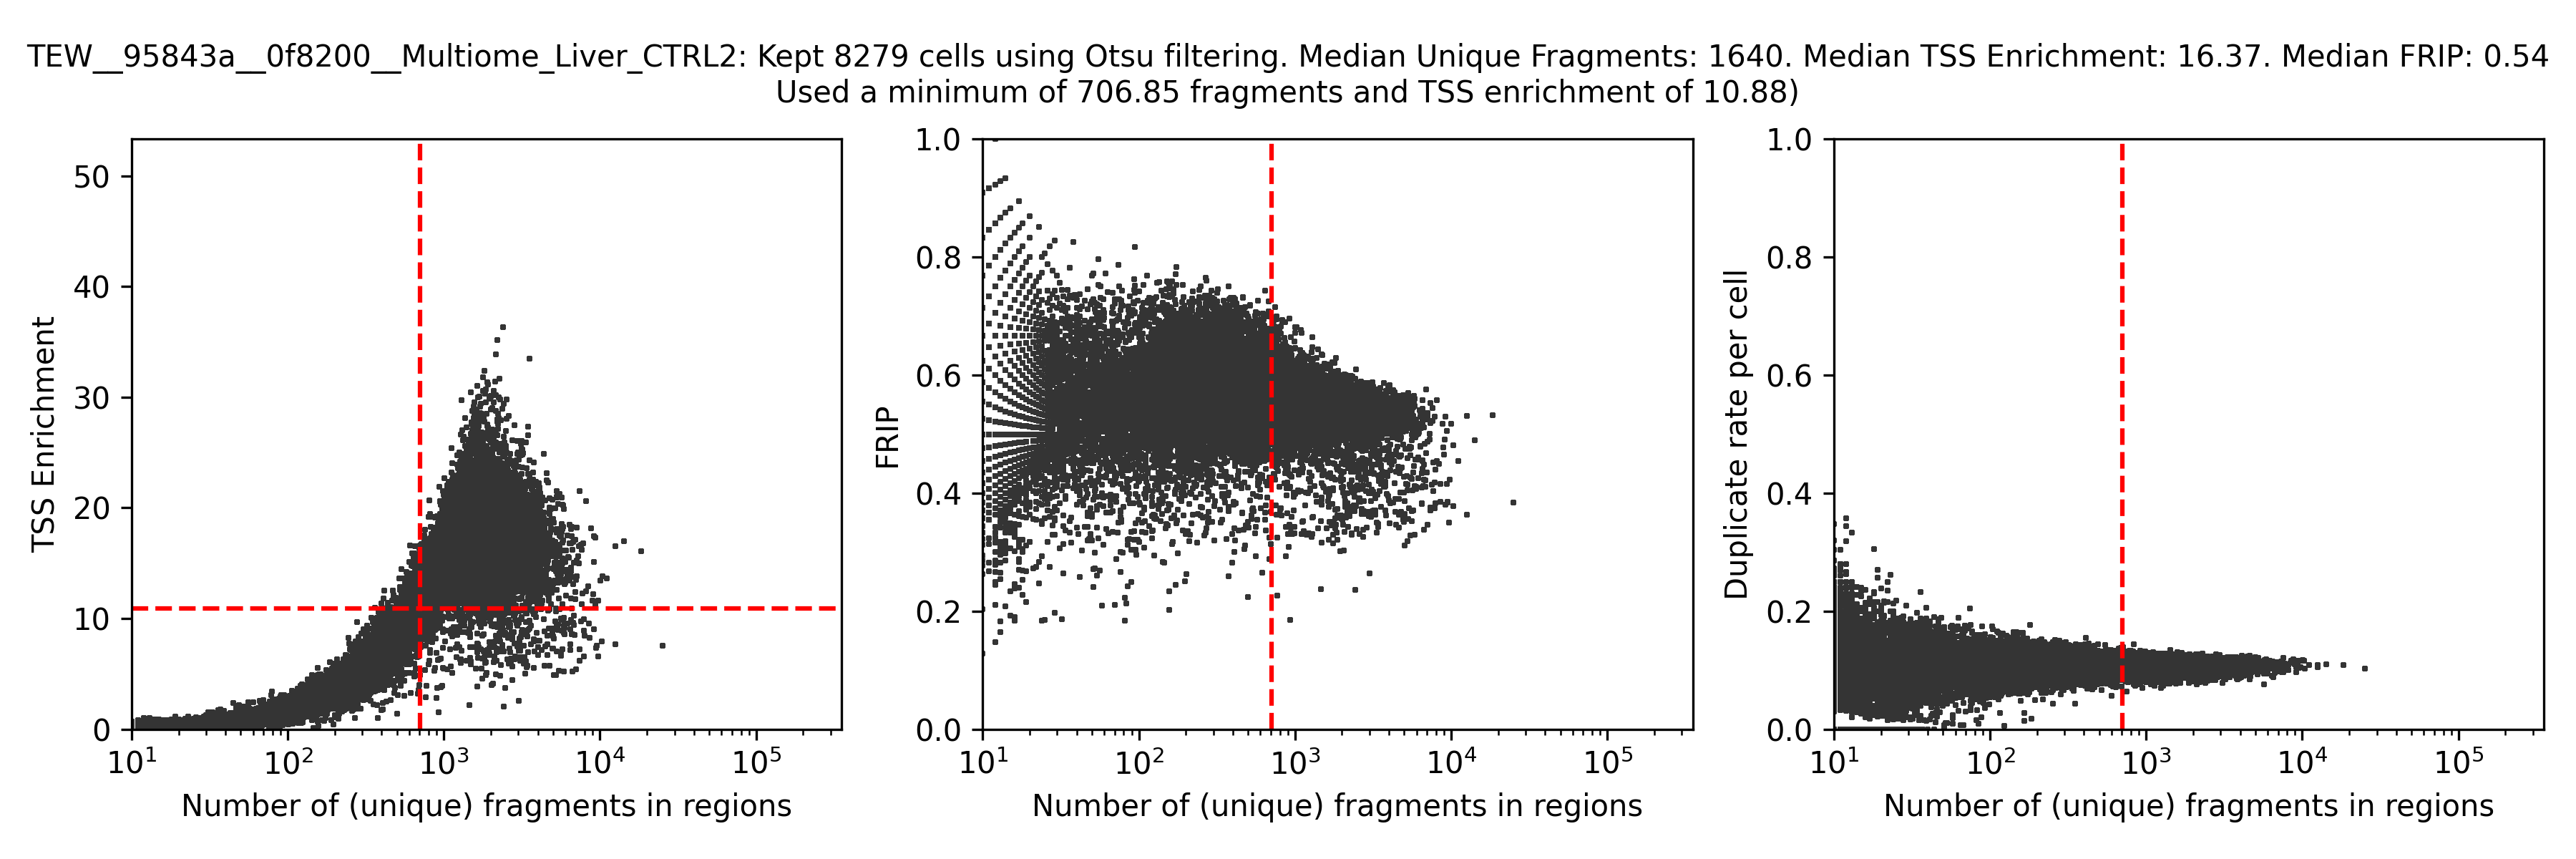 TEW__95843a__0f8200__Multiome_Liver_CTRL2: Kept 8279 cells using Otsu filtering. Median Unique Fragments: 1640. Median TSS Enrichment: 16.37. Median FRIP: 0.54
Used a minimum of 706.85 fragments and TSS enrichment of 10.88)
TSS Enrichment
50
40
30
20
10
0
10¹ 10² 10³ 10⁴ 10⁵
Number of (unique) fragments in regions
FRIP
1.0
0.8
0.6
0.4
0.2
0.0
10¹ 10² 10³ 10⁴ 10⁵
Number of (unique) fragments in regions
Duplicate rate per cell
1.0
0.8
0.6
0.4
0.2
0.0
10¹ 10² 10³ 10⁴ 10⁵
Number of (unique) fragments in regions